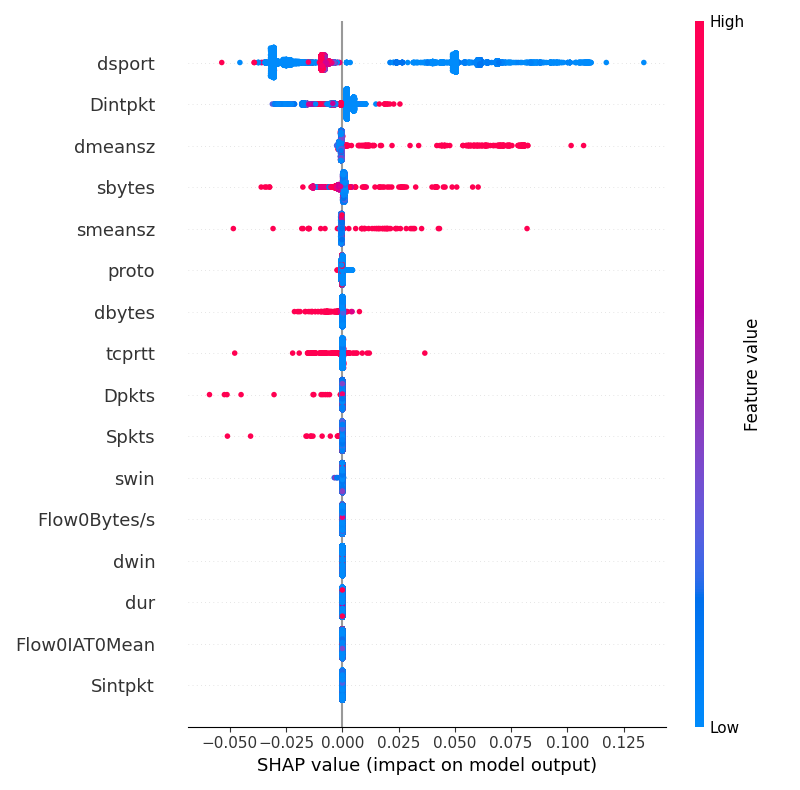 High
dsport
Dintpkt
dmeansz
sbytes
smeansz
proto
dbytes
tcprtt
Dpkts
Spkts
swin
Flow0Bytes/s
dwin
dur
Flow0IAT0Mean
Sintpkt
Feature value
Low
−0.050 −0.025 0.000 0.025 0.050 0.075 0.100 0.125
SHAP value (impact on model output)